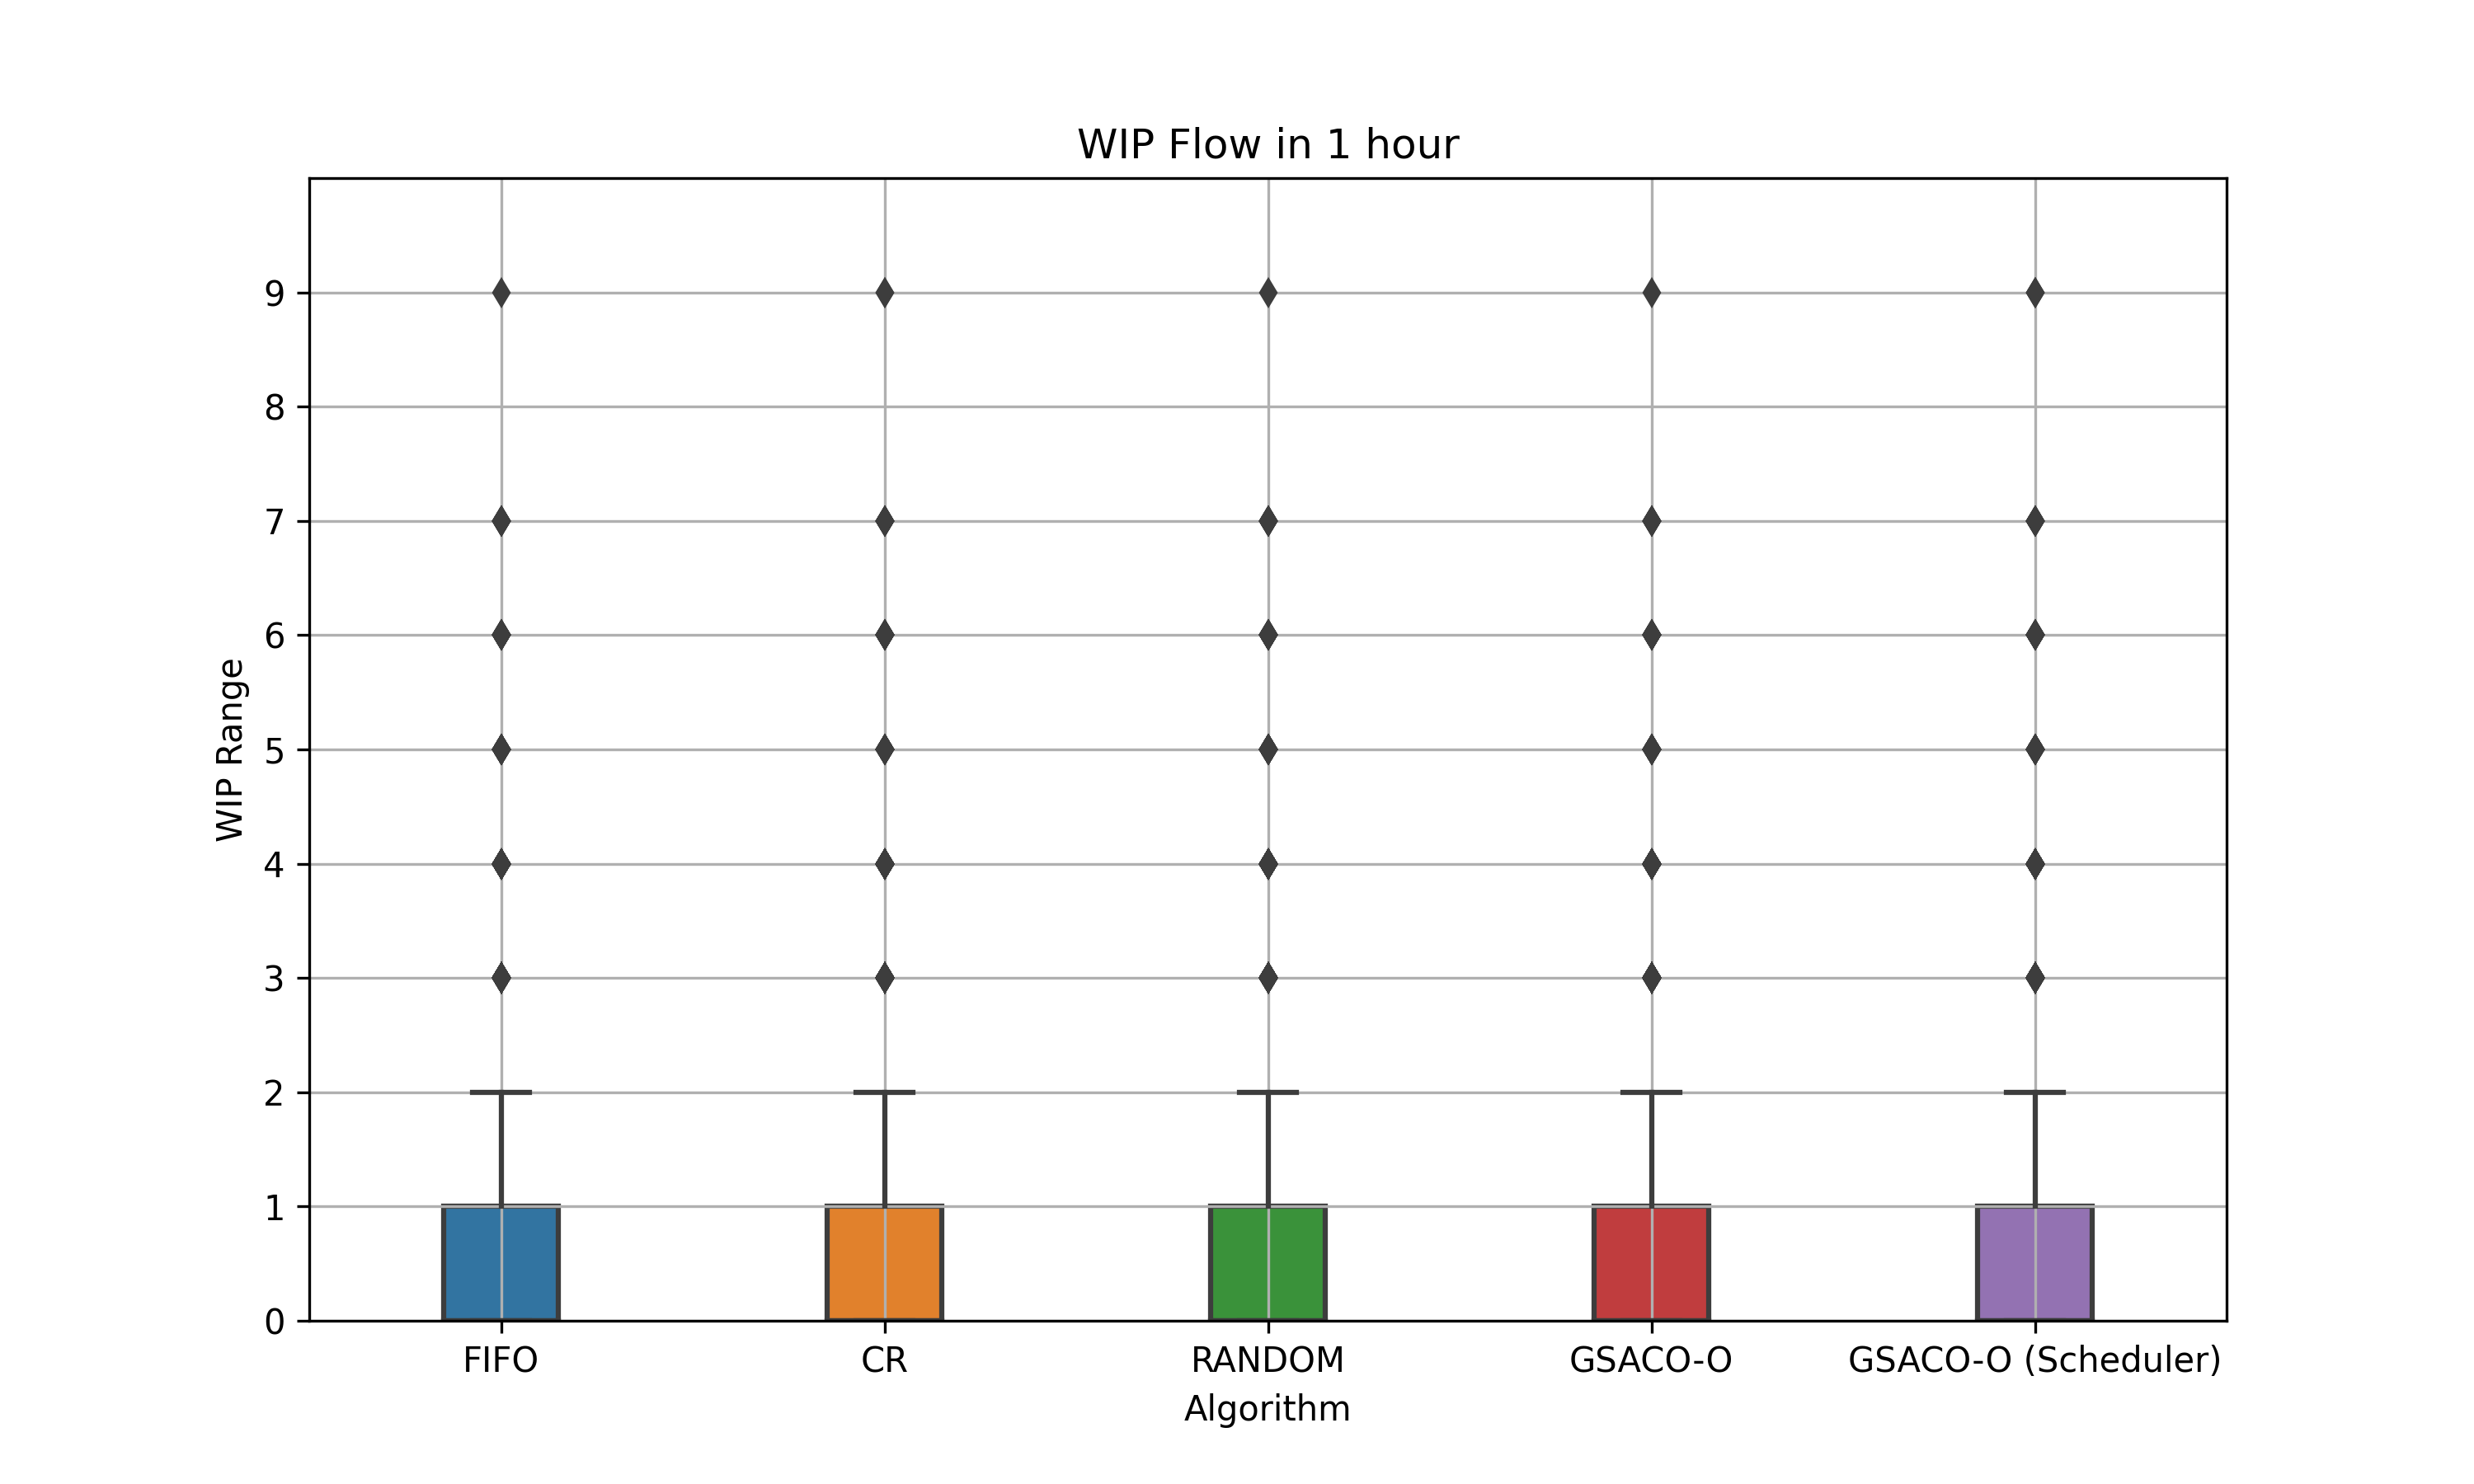 WIP Flow in 1 hour
WIP Range
9
8
7
6
5
4
3
2
1
0
FIFO CR RANDOM GSACO-O GSACO-O (Scheduler)
Algorithm